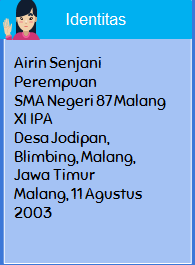 Identitas
Airin Senjani
Perempuan
SMA Negeri 87 Malang
XI IPA
Desa Jodipan,
Blimbing, Malang,
Jawa Timur
Malang, 11 Agustus
2003